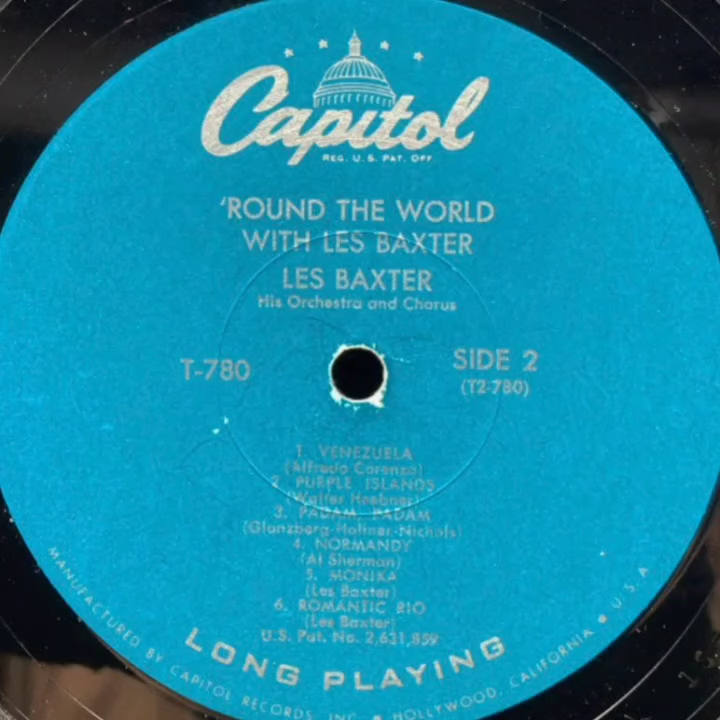 Capitol
REG. U.S. PAT. OFF
'ROUND THE WORLD
WITH LES BAXTER
LES BAXTER
His Orchestra and Chorus
T-780
SIDE 2
(T2-780)
1. VENEZUELA
(Alfredo Corenzo)
2. PURPLE ISLANDS
(Walter Heebner)
3. PADAM, PADAM
(Glanzberg-Holiner-Nichols)
4. NORMANDY
(Al Sherman)
5. MONIKA
(Les Baxter)
6. ROMANTIC RIO
(Les Baxter)
U.S. Pat. No. 2,631,859
LONG PLAYING
MANUFACTURED BY CAPITOL RECORDS, INC. • HOLLYWOOD, CALIFORNIA • U.S.A.